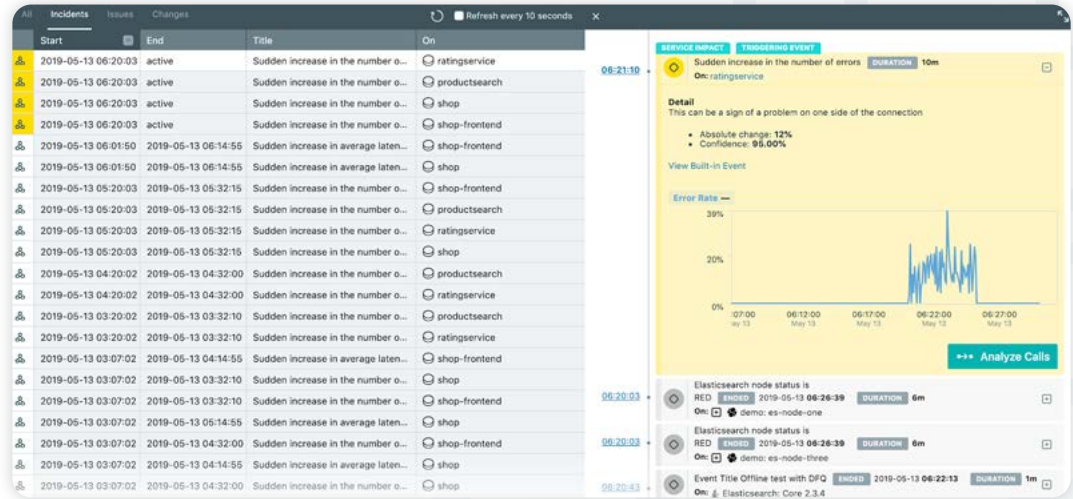 All Incidents Issues Changes Refresh every 10 seconds ×
Start End Title On
2019-05-13 06:20:03 active Sudden increase in the number o... ratingservice
2019-05-13 06:20:03 active Sudden increase in the number o... productsearch
2019-05-13 06:20:03 active Sudden increase in the number o... shop
2019-05-13 06:20:03 active Sudden increase in the number o... shop-frontend
2019-05-13 06:01:50 2019-05-13 06:14:55 Sudden increase in average laten... shop-frontend
2019-05-13 06:01:50 2019-05-13 06:14:55 Sudden increase in average laten... shop
2019-05-13 05:20:03 2019-05-13 05:32:15 Sudden increase in the number o... shop-frontend
2019-05-13 05:20:03 2019-05-13 05:32:15 Sudden increase in the number o... productsearch
2019-05-13 05:20:03 2019-05-13 05:32:15 Sudden increase in the number o... ratingservice
2019-05-13 05:20:03 2019-05-13 05:32:15 Sudden increase in the number o... shop
2019-05-13 04:20:02 2019-05-13 04:32:00 Sudden increase in the number o... productsearch
2019-05-13 04:20:02 2019-05-13 04:32:00 Sudden increase in the number o... ratingservice
2019-05-13 03:20:02 2019-05-13 03:32:10 Sudden increase in the number o... productsearch
2019-05-13 03:20:02 2019-05-13 03:32:10 Sudden increase in the number o... ratingservice
2019-05-13 03:07:02 2019-05-13 04:14:55 Sudden increase in average laten... shop-frontend
2019-05-13 03:07:02 2019-05-13 03:32:10 Sudden increase in the number o... shop
2019-05-13 03:07:02 2019-05-13 03:32:10 Sudden increase in the number o... shop-frontend
2019-05-13 03:07:02 2019-05-13 05:14:55 Sudden increase in average laten... shop
2019-05-13 03:07:02 2019-05-13 04:32:00 Sudden increase in the number o... shop-frontend
2019-05-13 03:07:02 2019-05-13 04:14:55 Sudden increase in average laten... shop
2019-05-13 03:07:02 2019-05-13 04:32:00 Sudden increase in the number o... shop
SERVICE IMPACT TRIGGERING EVENT
06:21:10 Sudden increase in the number of errors DURATION 10m
On: ratingservice
Detail
This can be a sign of a problem on one side of the connection
• Absolute change: 12%
• Confidence: 95.00%
View Built-in Event
Error Rate
39%
20%
0%
:07:00 06:12:00 06:17:00 06:22:00 06:27:00
ay 13 May 13 May 13 May 13 May 13
Analyze Calls
Elasticsearch node status is
06:20:03 RED ENDED 2019-05-13 06:26:39 DURATION 6m
On: demo: es-node-one
Elasticsearch node status is
06:20:03 RED ENDED 2019-05-13 06:26:39 DURATION 6m
On: demo: es-node-three
06:20:43 Event Title Offline test with DFQ ENDED 2019-05-13 06:22:13 DURATION 1m
On: Elasticsearch: Core 2.3.4